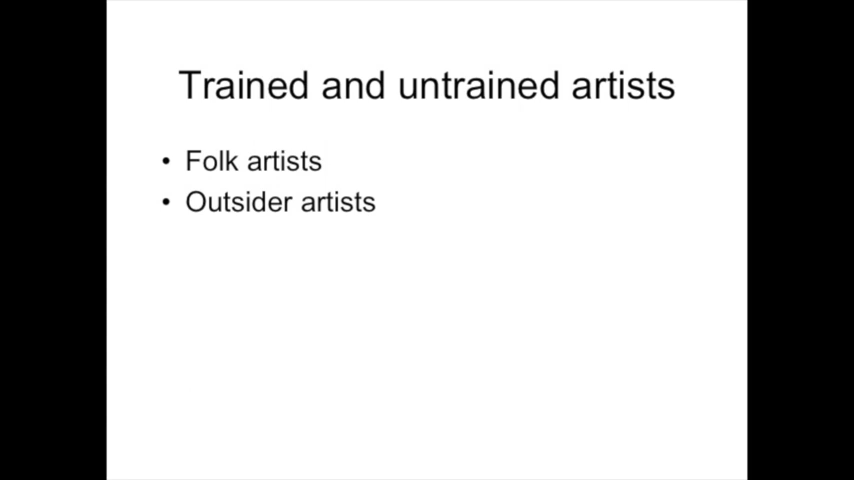 Trained and untrained artists
• Folk artists
• Outsider artists